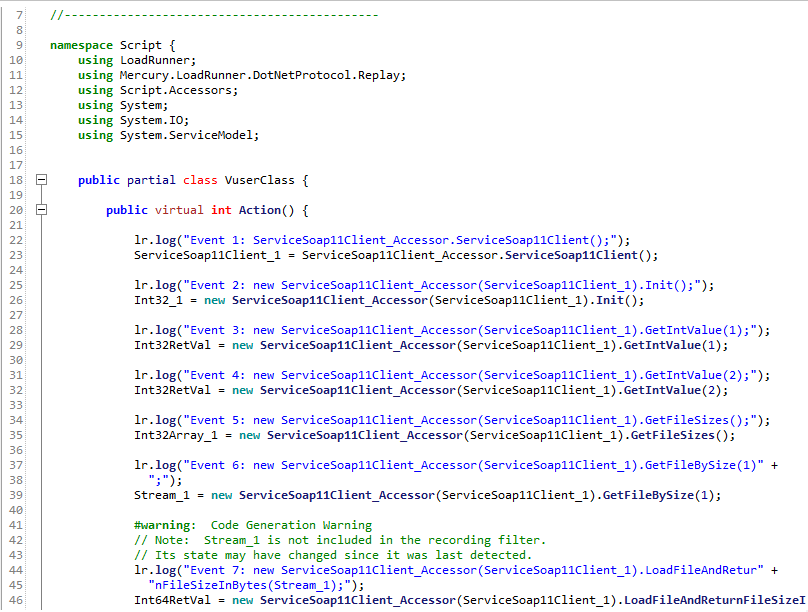 7 //---------------------------------------------
8
9 namespace Script {
10 using LoadRunner;
11 using Mercury.LoadRunner.DotNetProtocol.Replay;
12 using Script.Accessors;
13 using System;
14 using System.IO;
15 using System.ServiceModel;
16
17
18 public partial class VuserClass {
19
20 public virtual int Action() {
21
22 lr.log("Event 1: ServiceSoap11Client_Accessor.ServiceSoap11Client();");
23 ServiceSoap11Client_1 = ServiceSoap11Client_Accessor.ServiceSoap11Client();
24
25 lr.log("Event 2: new ServiceSoap11Client_Accessor(ServiceSoap11Client_1).Init();");
26 Int32_1 = new ServiceSoap11Client_Accessor(ServiceSoap11Client_1).Init();
27
28 lr.log("Event 3: new ServiceSoap11Client_Accessor(ServiceSoap11Client_1).GetIntValue(1);");
29 Int32RetVal = new ServiceSoap11Client_Accessor(ServiceSoap11Client_1).GetIntValue(1);
30
31 lr.log("Event 4: new ServiceSoap11Client_Accessor(ServiceSoap11Client_1).GetIntValue(2);");
32 Int32RetVal = new ServiceSoap11Client_Accessor(ServiceSoap11Client_1).GetIntValue(2);
33
34 lr.log("Event 5: new ServiceSoap11Client_Accessor(ServiceSoap11Client_1).GetFileSizes();");
35 Int32Array_1 = new ServiceSoap11Client_Accessor(ServiceSoap11Client_1).GetFileSizes();
36
37 lr.log("Event 6: new ServiceSoap11Client_Accessor(ServiceSoap11Client_1).GetFileBySize(1)" +
38 ";");
39 Stream_1 = new ServiceSoap11Client_Accessor(ServiceSoap11Client_1).GetFileBySize(1);
40
41 #warning: Code Generation Warning
42 // Note: Stream_1 is not included in the recording filter.
43 // Its state may have changed since it was last detected.
44 lr.log("Event 7: new ServiceSoap11Client_Accessor(ServiceSoap11Client_1).LoadFileAndRetur" +
45 "nFileSizeInBytes(Stream_1);");
46 Int64RetVal = new ServiceSoap11Client_Accessor(ServiceSoap11Client_1).LoadFileAndReturnFileSizeI